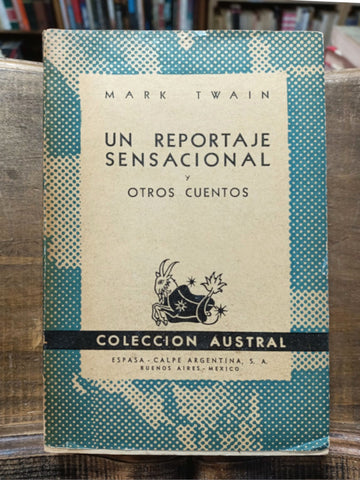 MARK TWAIN
UN REPORTAJE
SENSACIONAL
y
OTROS CUENTOS
COLECCION AUSTRAL
ESPASA - CALPE ARGENTINA, S. A.
BUENOS AIRES - MEXICO